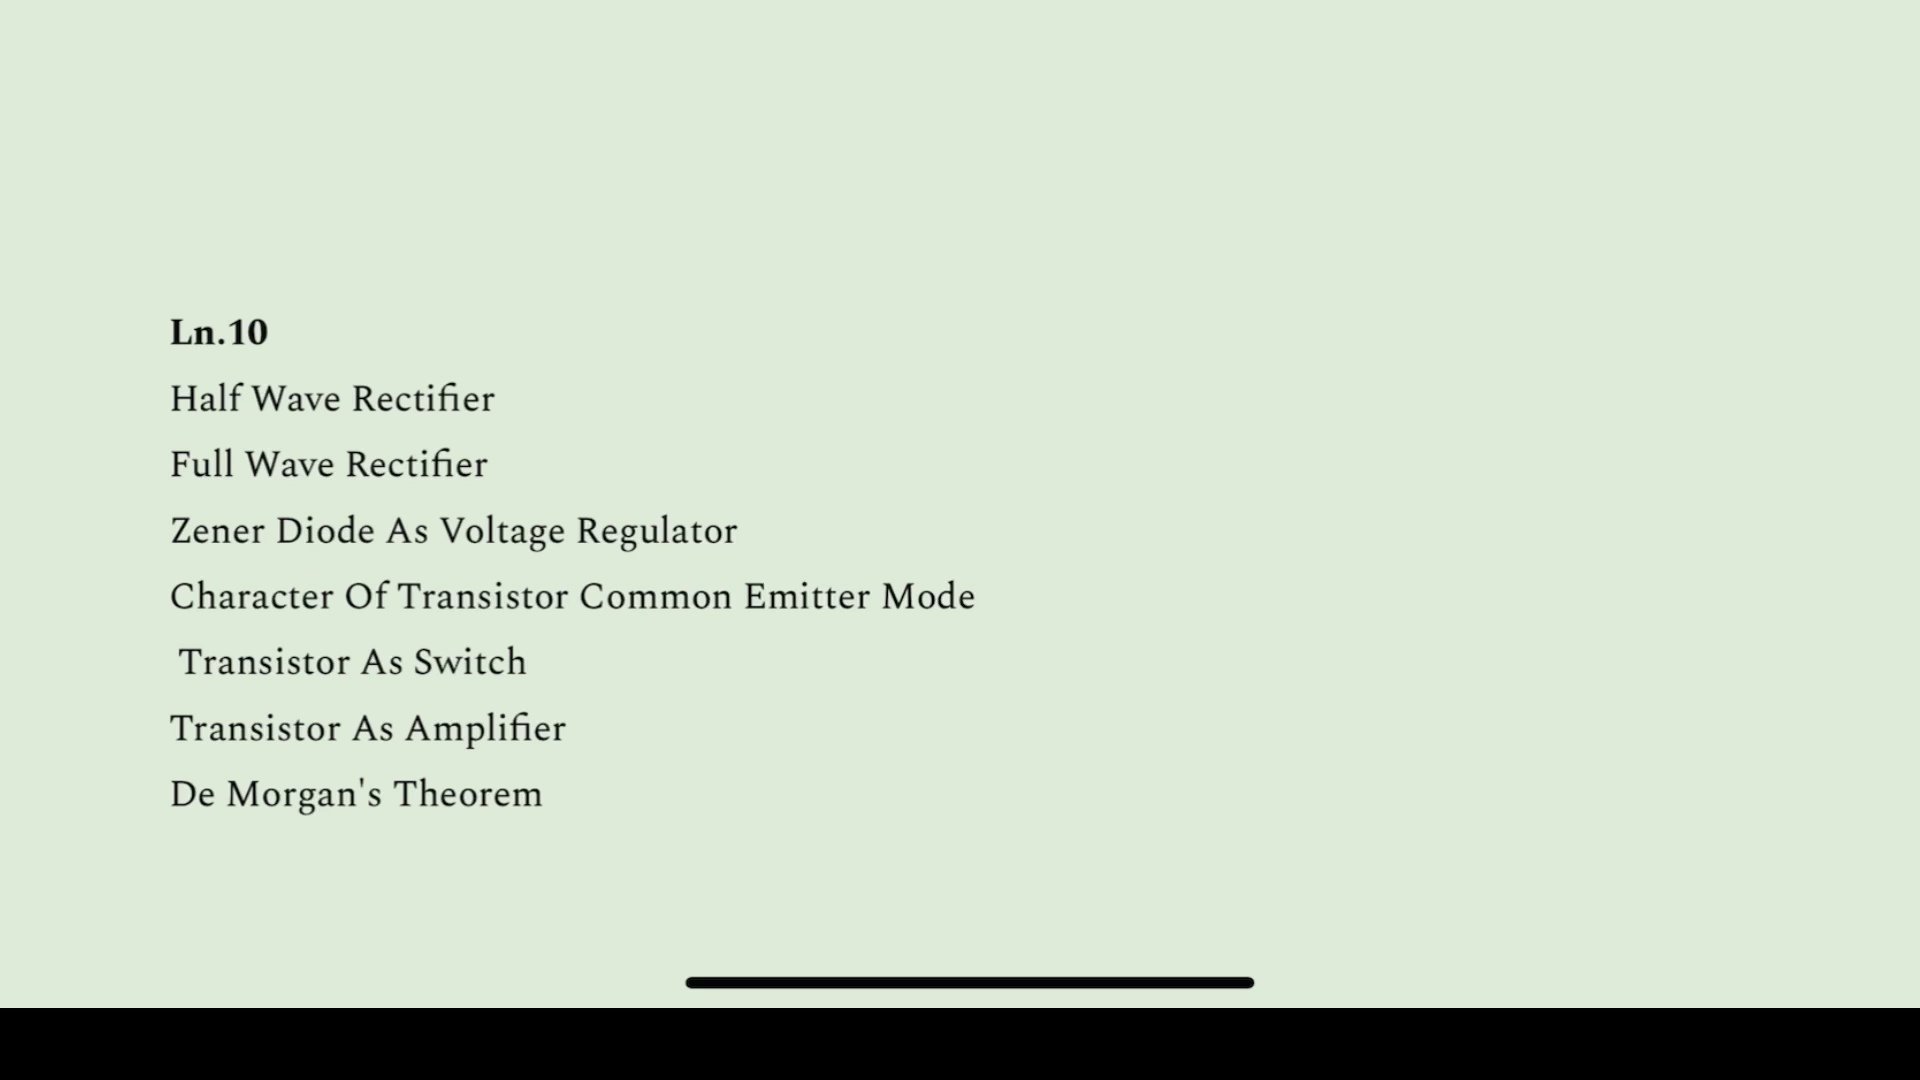 Ln.10
Half Wave Rectifier
Full Wave Rectifier
Zener Diode As Voltage Regulator
Character Of Transistor Common Emitter Mode
Transistor As Switch
Transistor As Amplifier
De Morgan's Theorem